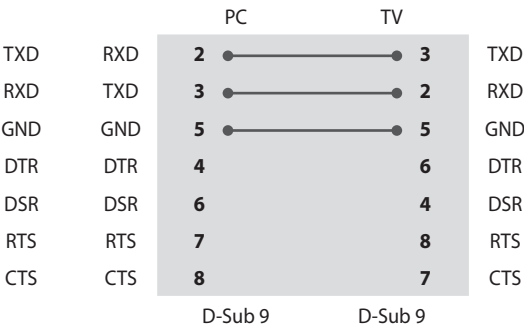 PC TV
TXD RXD 2 3 TXD
RXD TXD 3 2 RXD
GND GND 5 5 GND
DTR DTR 4 6 DTR
DSR DSR 6 4 DSR
RTS RTS 7 8 RTS
CTS CTS 8 7 CTS
D-Sub 9 D-Sub 9